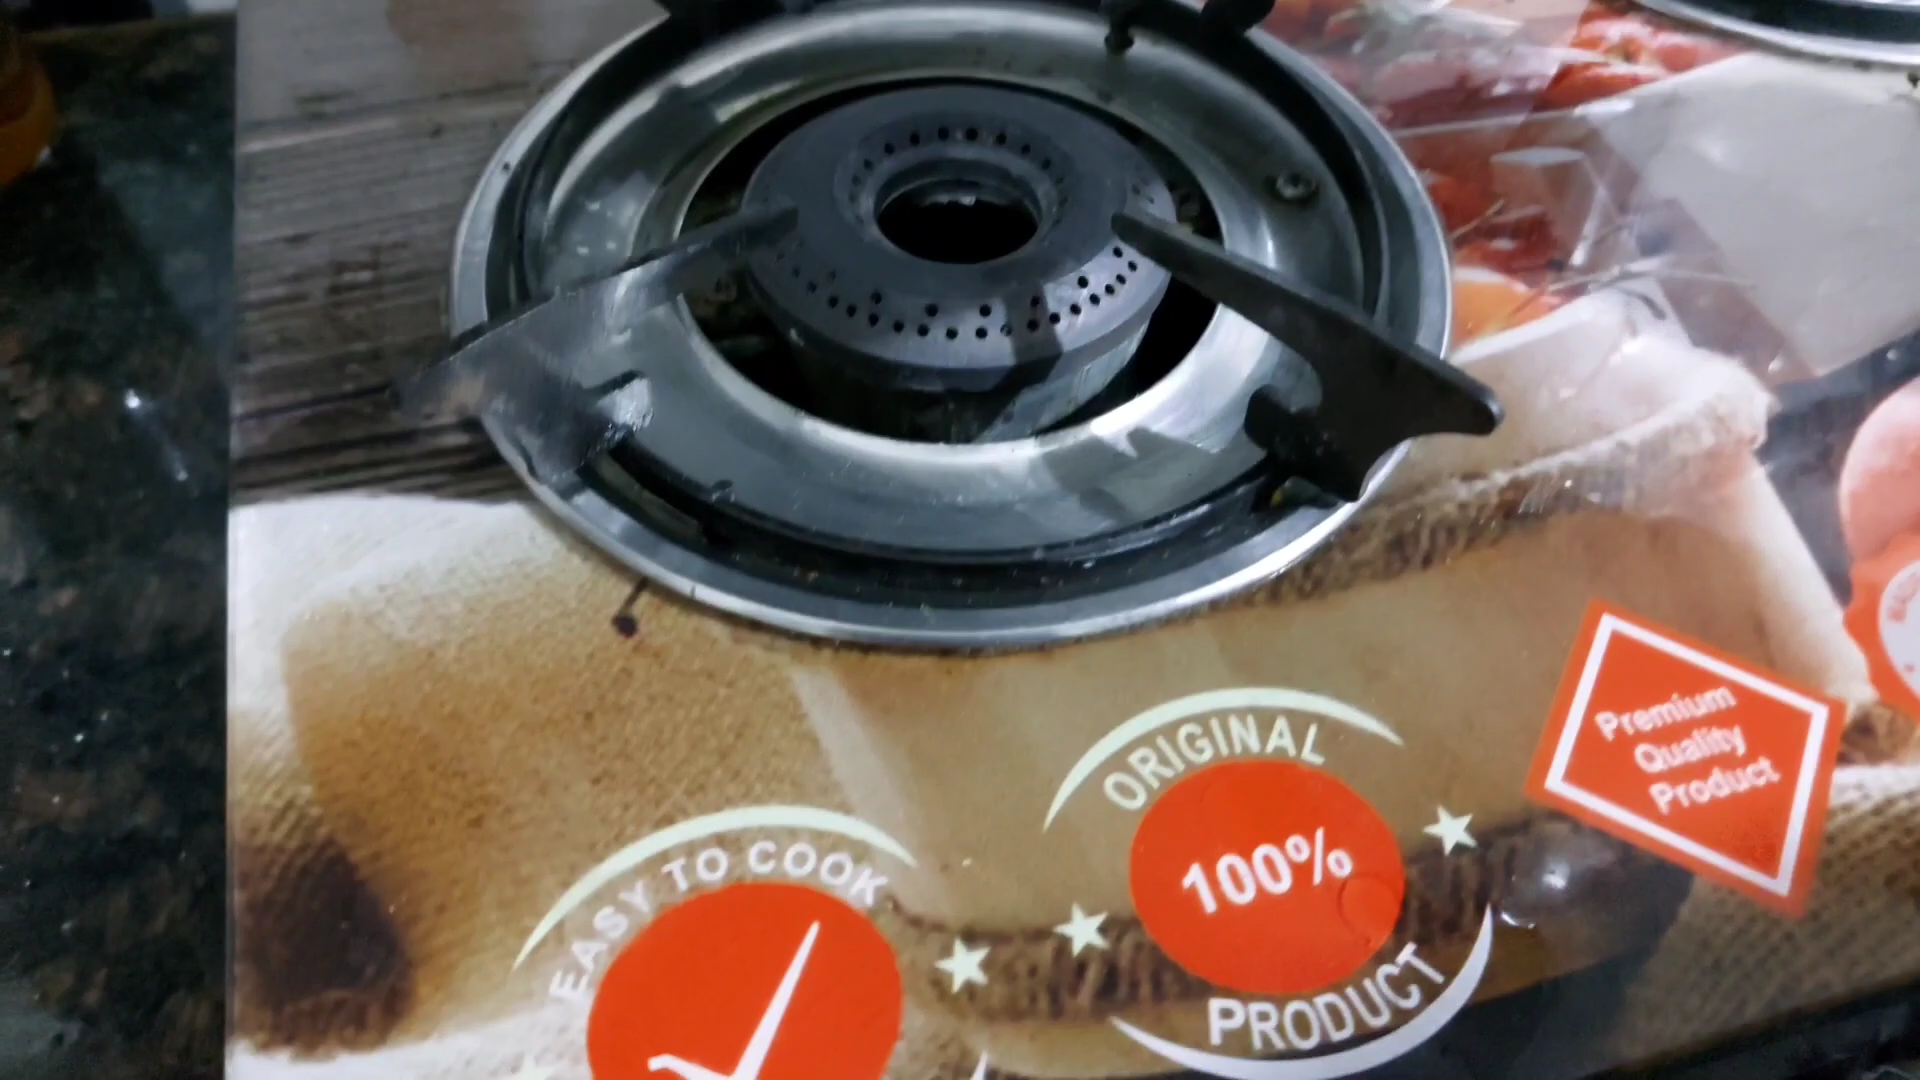 ORIGINAL
100%
PRODUCT
EASY TO COOK
Premium
Quality
Product